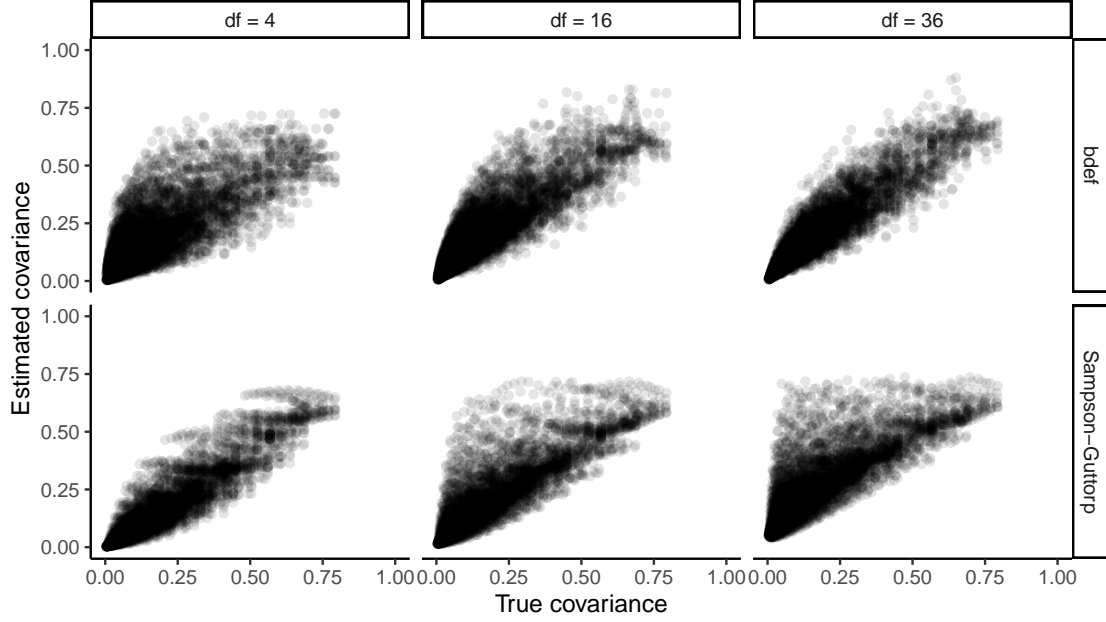 df = 4 df = 16 df = 36
1.00
0.75
0.50
0.25
0.00
bdef
1.00
0.75
0.50
0.25
0.00
Sampson−Guttorp
Estimated covariance
0.00 0.25 0.50 0.75 1.00 0.00 0.25 0.50 0.75 1.00 0.00 0.25 0.50 0.75 1.00
True covariance